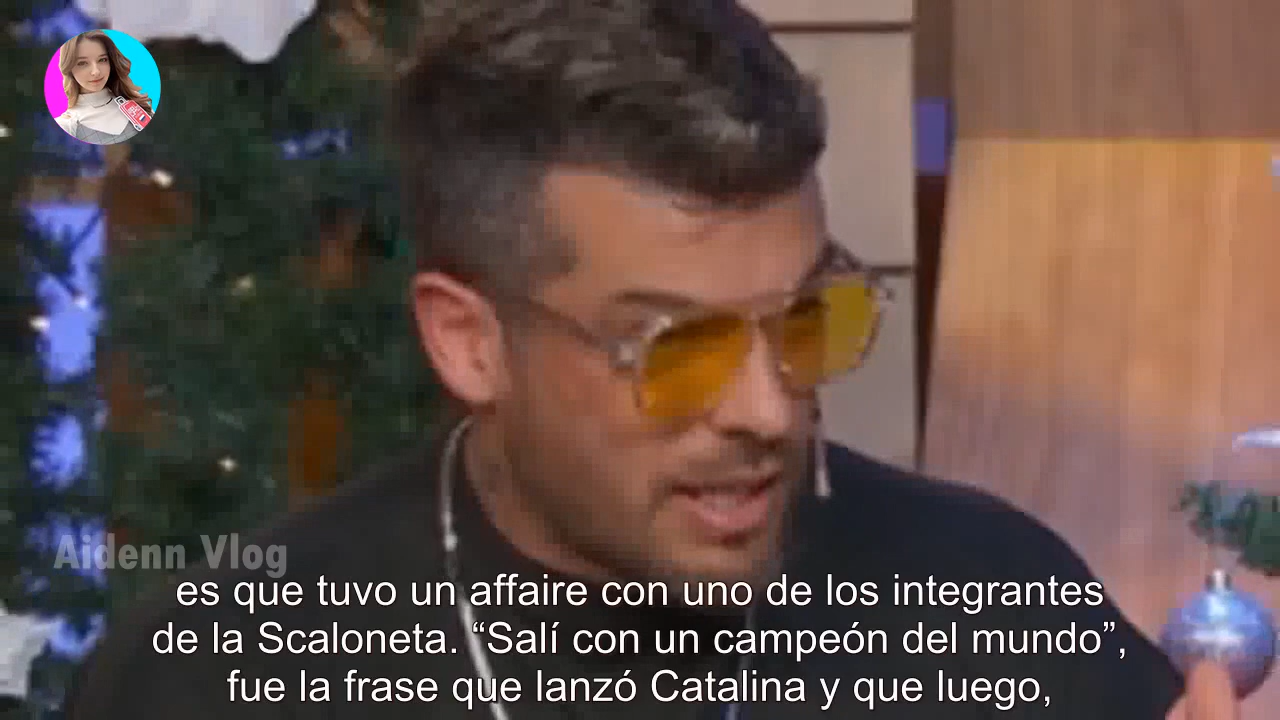 Aidenn Vlog
es que tuvo un affaire con uno de los integrantes
de la Scaloneta. “Salí con un campeón del mundo”,
fue la frase que lanzó Catalina y que luego,